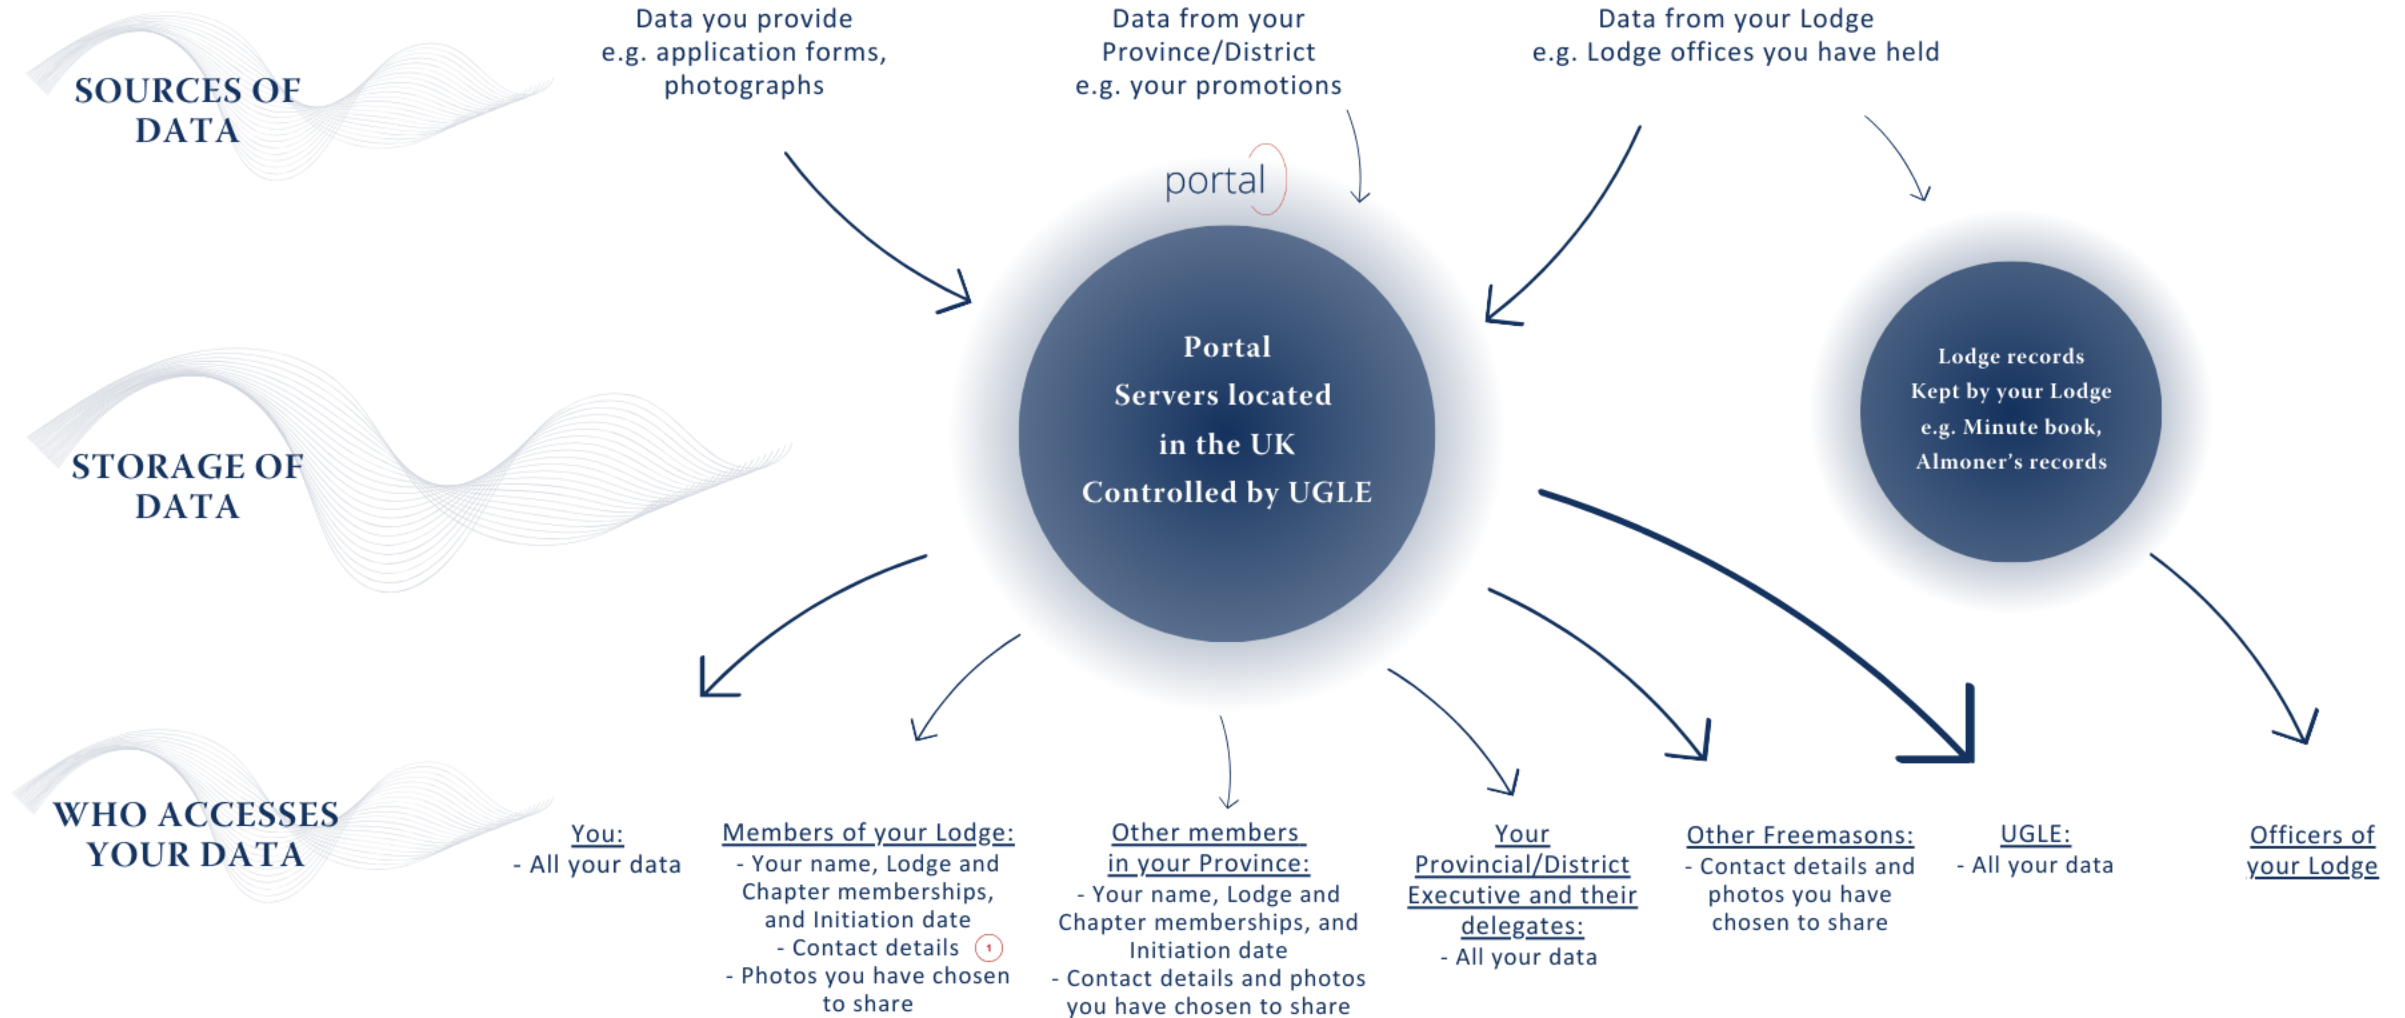 SOURCES OF
DATA
Data you provide
e.g. application forms,
photographs
Data from your
Province/District
e.g. your promotions
Data from your Lodge
e.g. Lodge offices you have held
portal
STORAGE OF
DATA
Portal
Servers located
in the UK
Controlled by UGLE
Lodge records
Kept by your Lodge
e.g. Minute book,
Almoner's records
WHO ACCESSES
YOUR DATA
You:
- All your data
Members of your Lodge:
- Your name, Lodge and
Chapter memberships,
and Initiation date
- Contact details 1
- Photos you have chosen
to share
Other members
in your Province:
- Your name, Lodge and
Chapter memberships, and
Initiation date
- Contact details and photos
you have chosen to share
Your
Provincial/District
Executive and their
delegates:
- All your data
Other Freemasons:
- Contact details and
photos you have
chosen to share
UGLE:
- All your data
Officers of
your Lodge